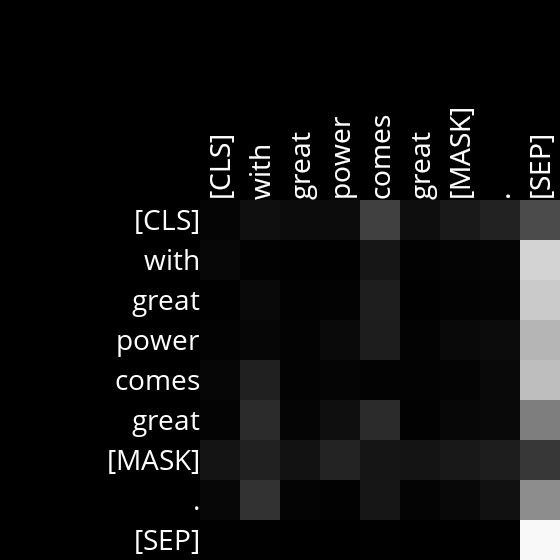 [CLS] with great power comes great [MASK] . [SEP]
[CLS]
with
great
power
comes
great
[MASK]
.
[SEP]